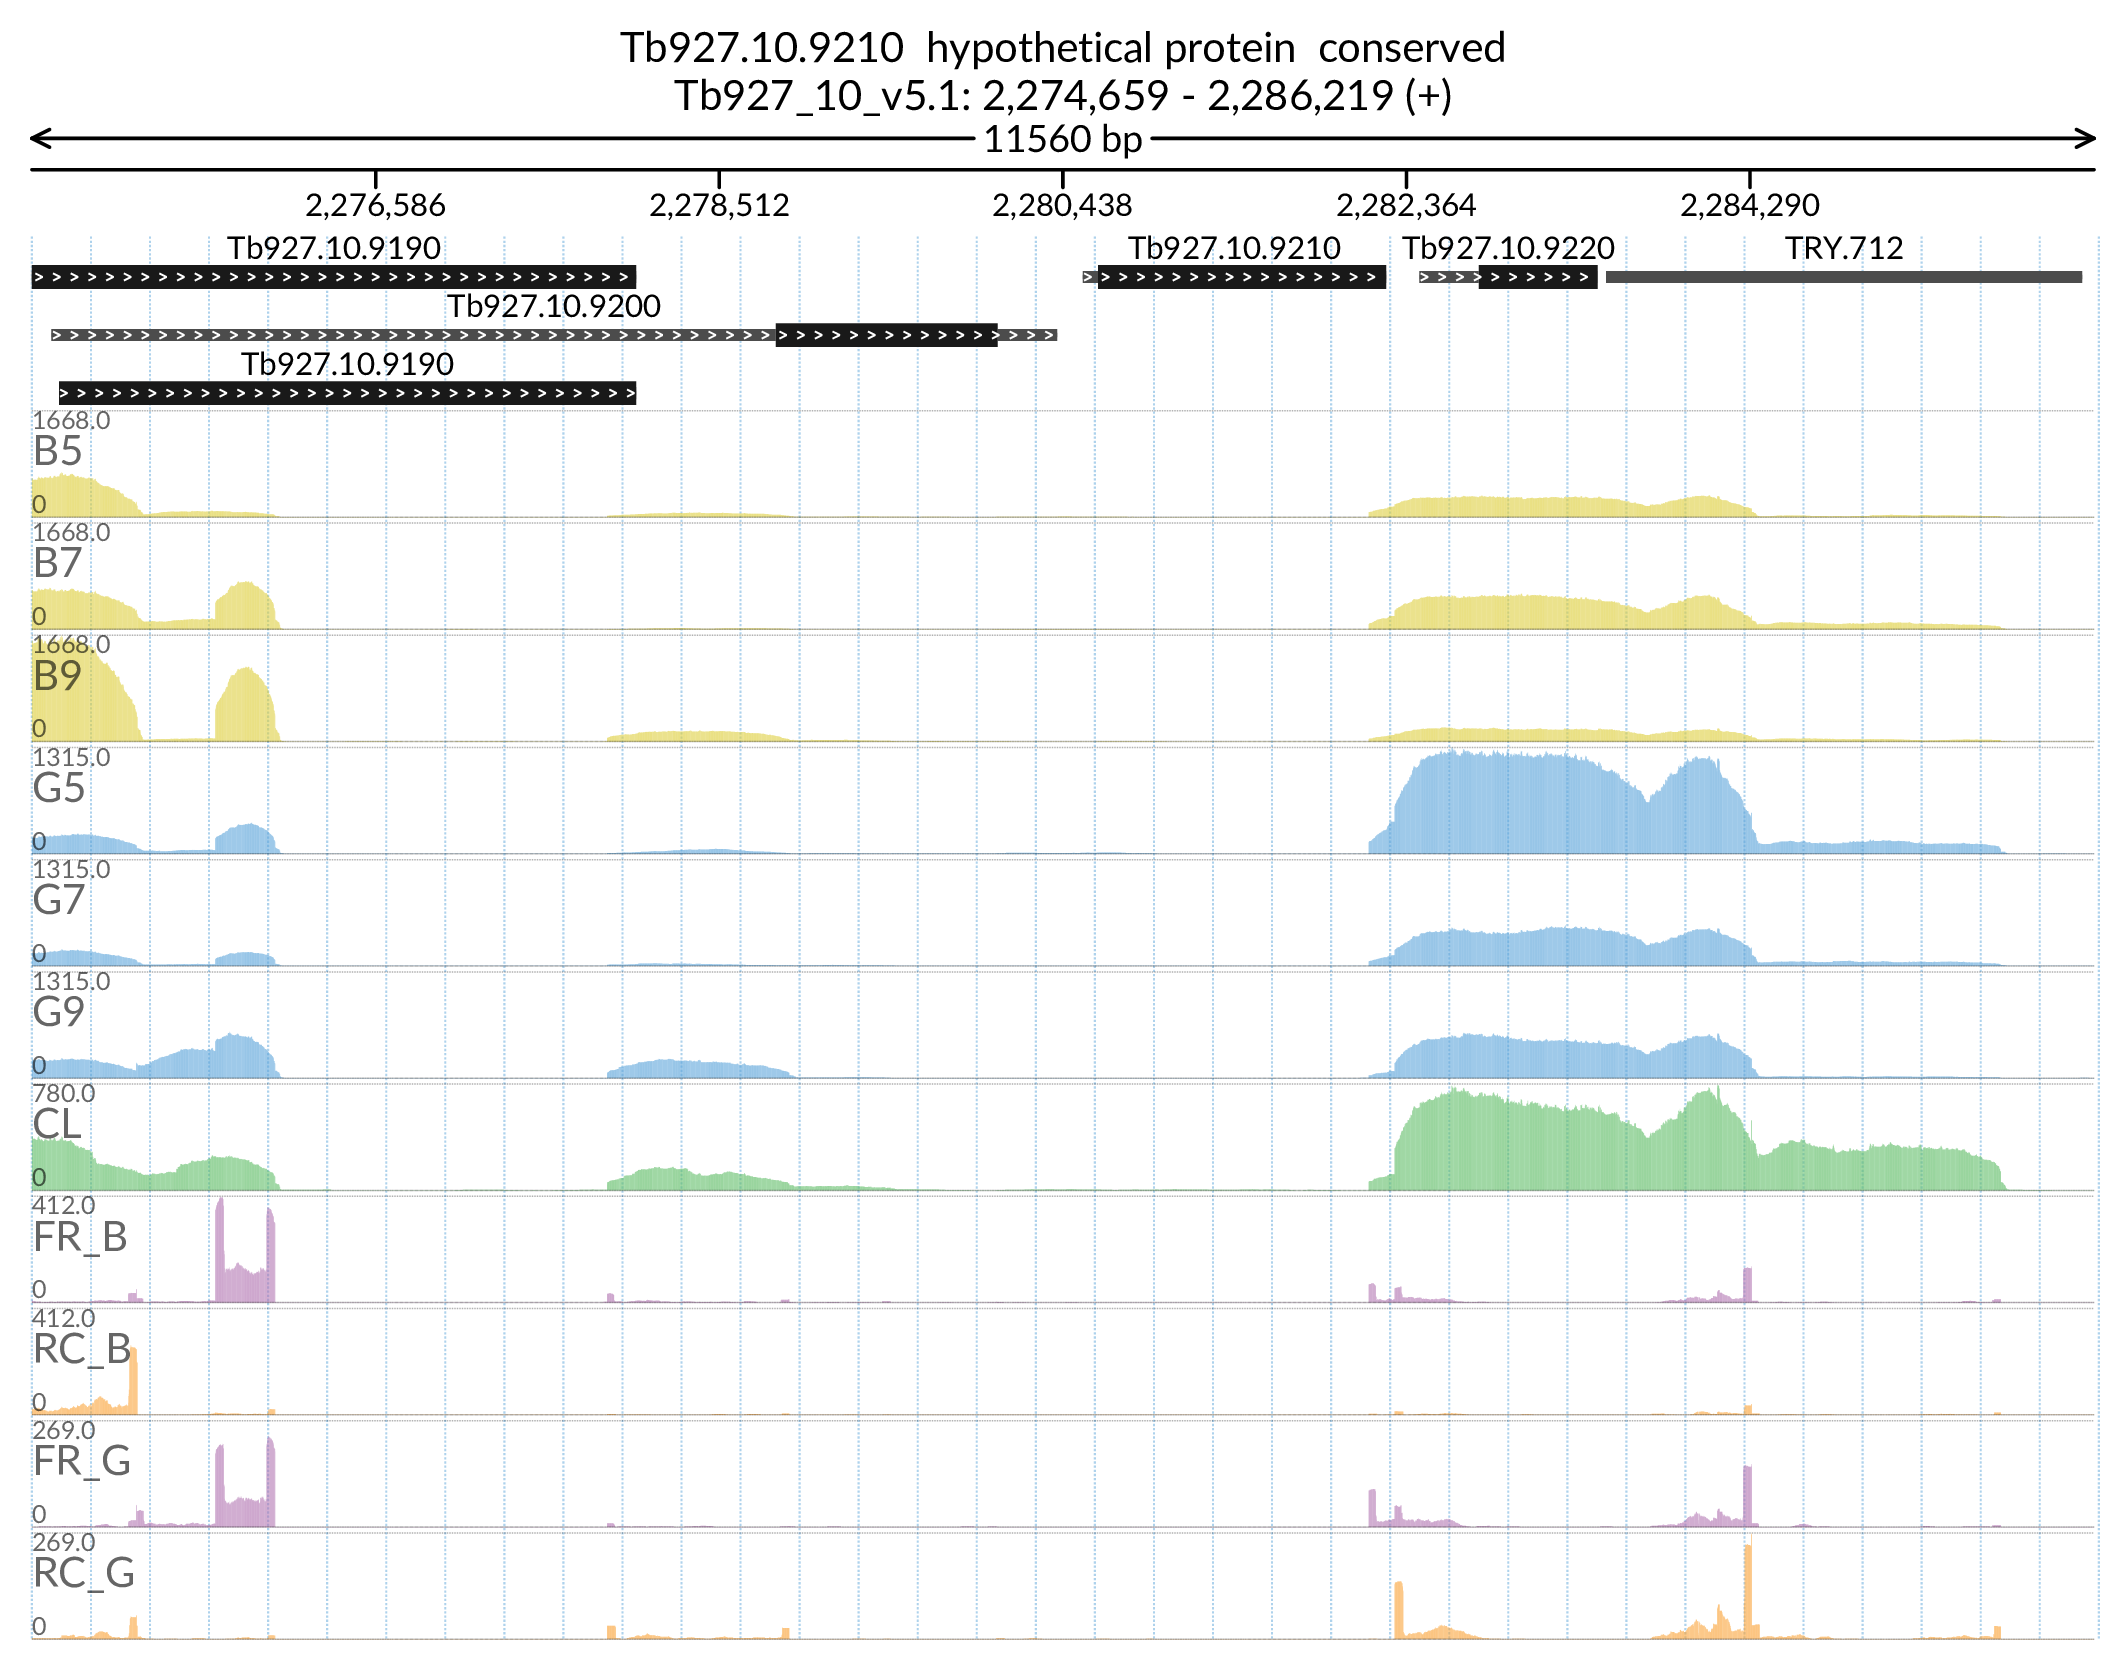 Tb927.10.9210  hypothetical protein  conserved
Tb927_10_v5.1: 2,274,659 - 2,286,219 (+)
11560 bp
2,276,586 2,278,512 2,280,438 2,282,364 2,284,290
Tb927.10.9190 Tb927.10.9210 Tb927.10.9220 TRY.712
Tb927.10.9200
Tb927.10.9190
1668.0
B5
0
1668.0
B7
0
1668.0
B9
0
1315.0
G5
0
1315.0
G7
0
1315.0
G9
0
780.0
CL
0
412.0
FR_B
0
412.0
RC_B
0
269.0
FR_G
0
269.0
RC_G
0